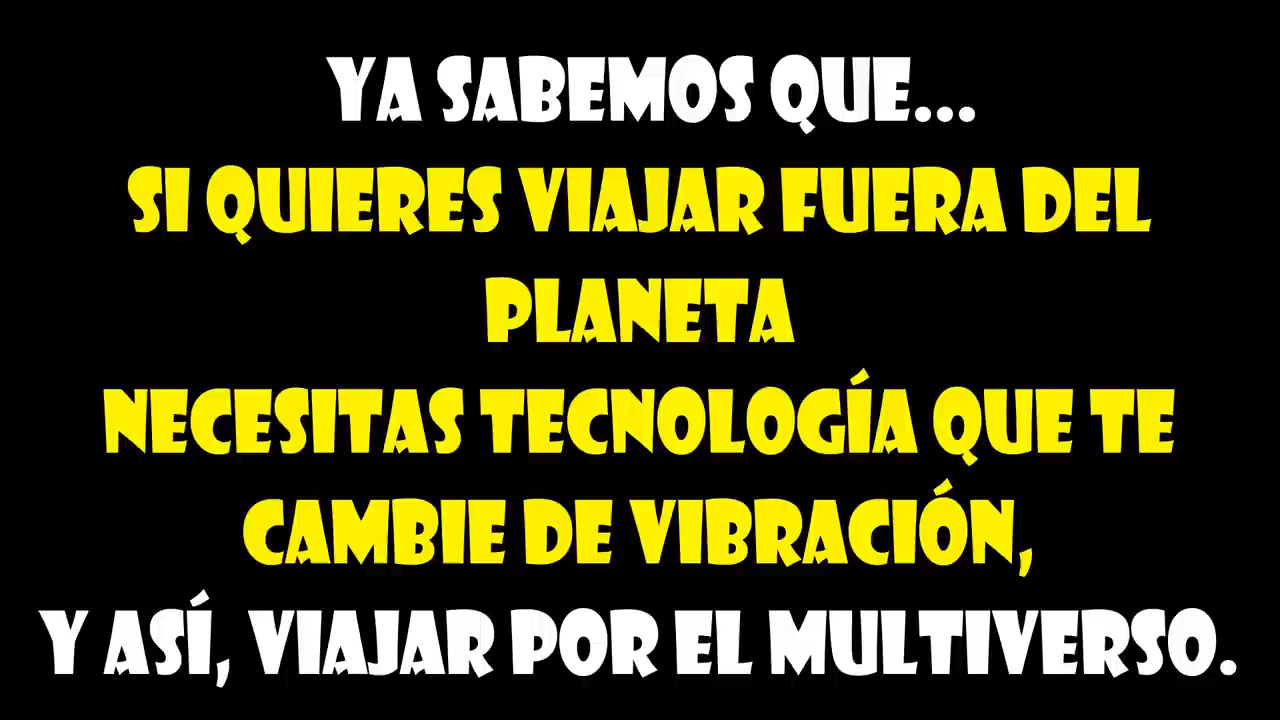 YA SABEMOS QUE...
SI QUIERES VIAJAR FUERA DEL
PLANETA
NECESITAS TECNOLOGÍA QUE TE
CAMBIE DE VIBRACIÓN,
Y ASÍ, VIAJAR POR EL MULTIVERSO.